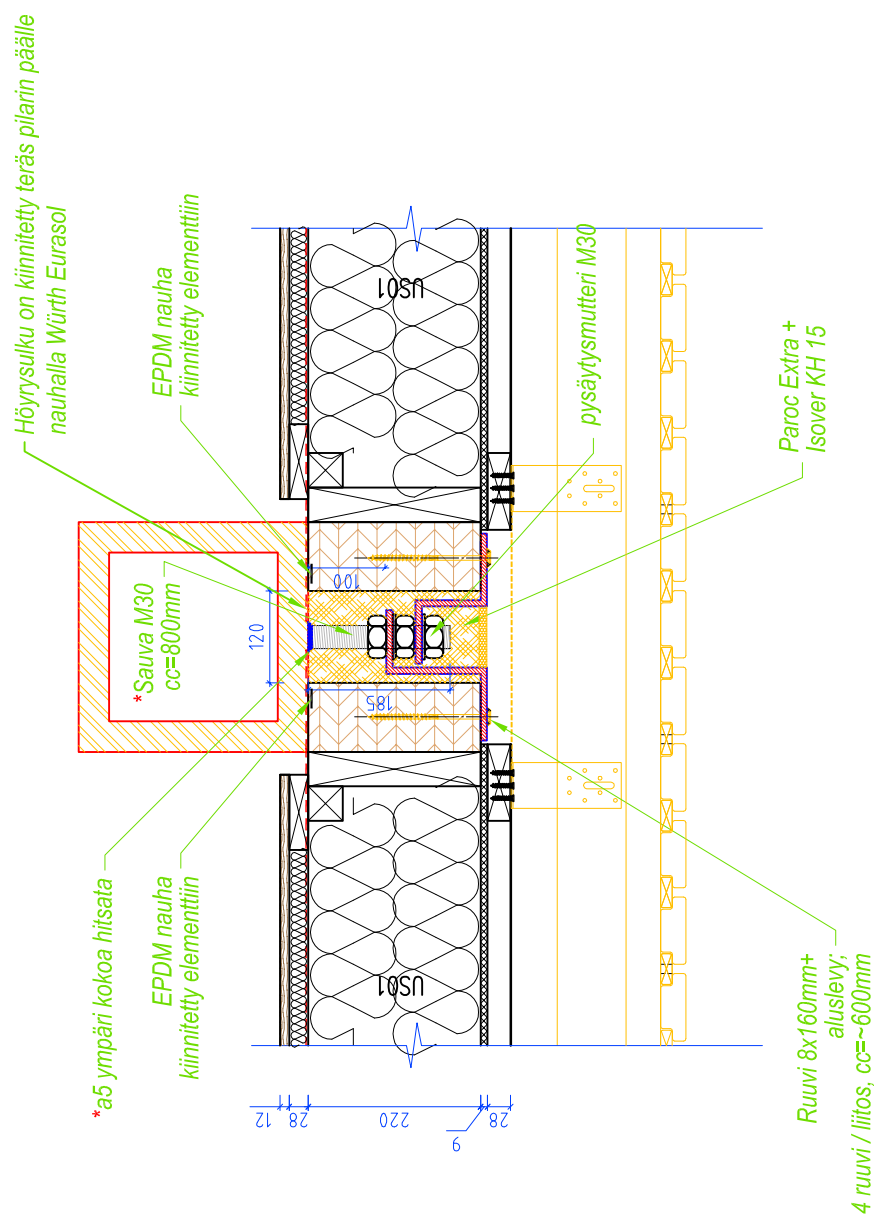 Höyrysulku on kiinnitetty teräs pilarin päälle
nauhalla Würth Eurasol
EPDM nauha
kiinnitetty elementtiin
*Sauva M30
cc=800mm
*a5 ympäri kokoa hitsata
EPDM nauha
kiinnitetty elementtiin
pysäytysmutteri M30
Paroc Extra +
Isover KH 15
Ruuvi 8x160mm+
aluslevy;
4 ruuvi / liitos, cc=~600mm
US01
US01
120
100
185
12
28
220
9
28